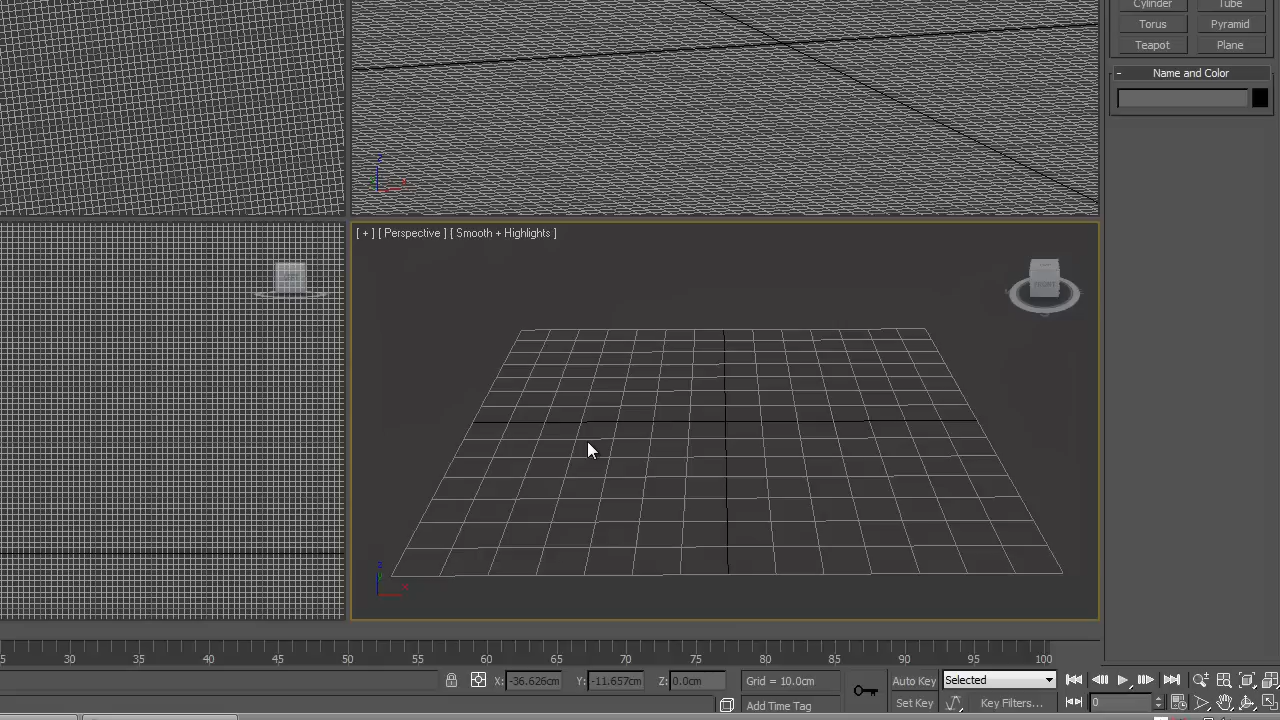 Cylinder Tube
Torus Pyramid
Teapot Plane
- Name and Color
z
[ + ] [ Perspective ] [ Smooth + Highlights ]
FRONT
z
y
x
5 30 35 40 45 50 55 60 65 70 75 80 85 90 95 100
X: -36.626cm Y: -11.657cm Z: 0.0cm Grid = 10.0cm Auto Key Selected
Add Time Tag Set Key Key Filters... 0